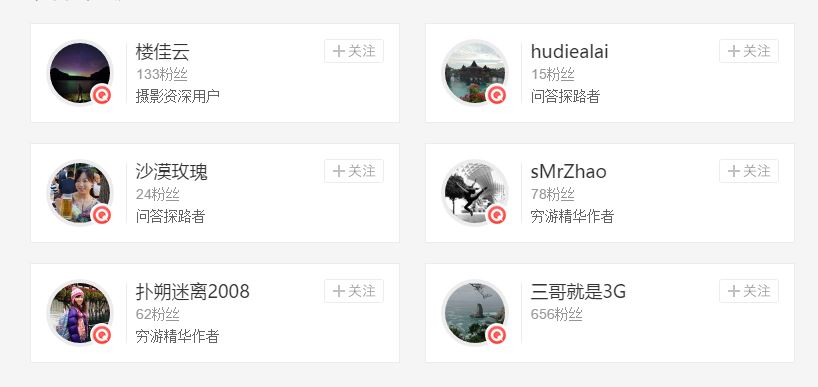 楼佳云
+关注
133粉丝
摄影资深用户
hudiealai
+关注
15粉丝
问答探路者
沙漠玫瑰
+关注
24粉丝
问答探路者
sMrZhao
+关注
78粉丝
穷游精华作者
扑朔迷离2008
+关注
62粉丝
穷游精华作者
三哥就是3G
+关注
656粉丝